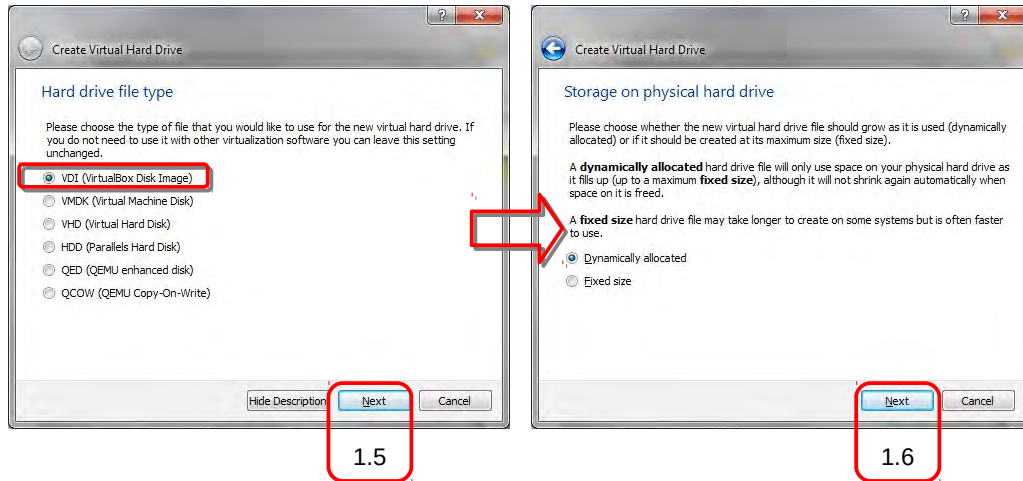 ?
X
Create Virtual Hard Drive
Hard drive file type
Please choose the type of file that you would like to use for the new virtual hard drive. If
you do not need to use it with other virtualization software you can leave this setting
unchanged.
VDI (VirtualBox Disk Image)
VMDK (Virtual Machine Disk)
VHD (Virtual Hard Disk)
HDD (Parallels Hard Disk)
QED (QEMU enhanced disk)
QCOW (QEMU Copy-On-Write)
Hide Description
Next
Cancel
1.5
?
X
Create Virtual Hard Drive
Storage on physical hard drive
Please choose whether the new virtual hard drive file should grow as it is used (dynamically
allocated) or if it should be created at its maximum size (fixed size).
A dynamically allocated hard drive file will only use space on your physical hard drive as
it fills up (up to a maximum fixed size), although it will not shrink again automatically when
space on it is freed.
A fixed size hard drive file may take longer to create on some systems but is often faster
to use.
Dynamically allocated
Fixed size
Next
Cancel
1.6